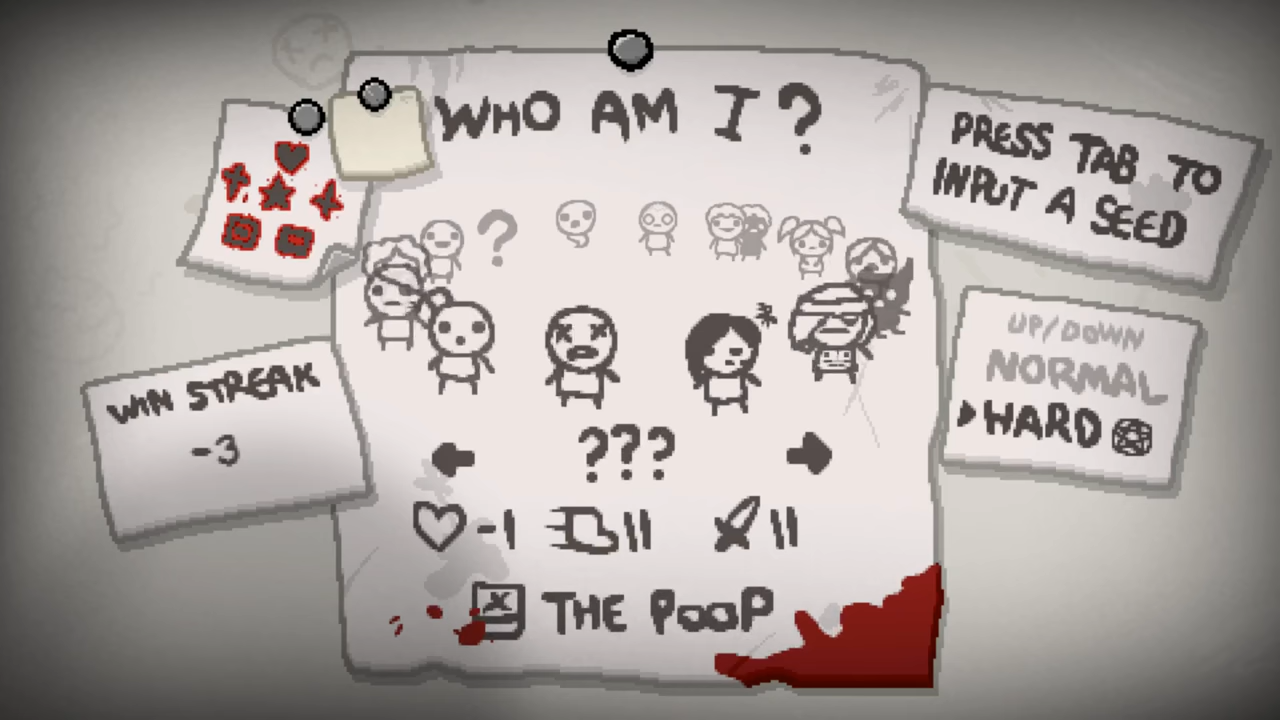 WHO AM I?
PRESS TAB TO
INPUT A SEED
?
UP/DOWN
NORMAL
HARD
WIN STREAK
-3
???
-1
THE POOP